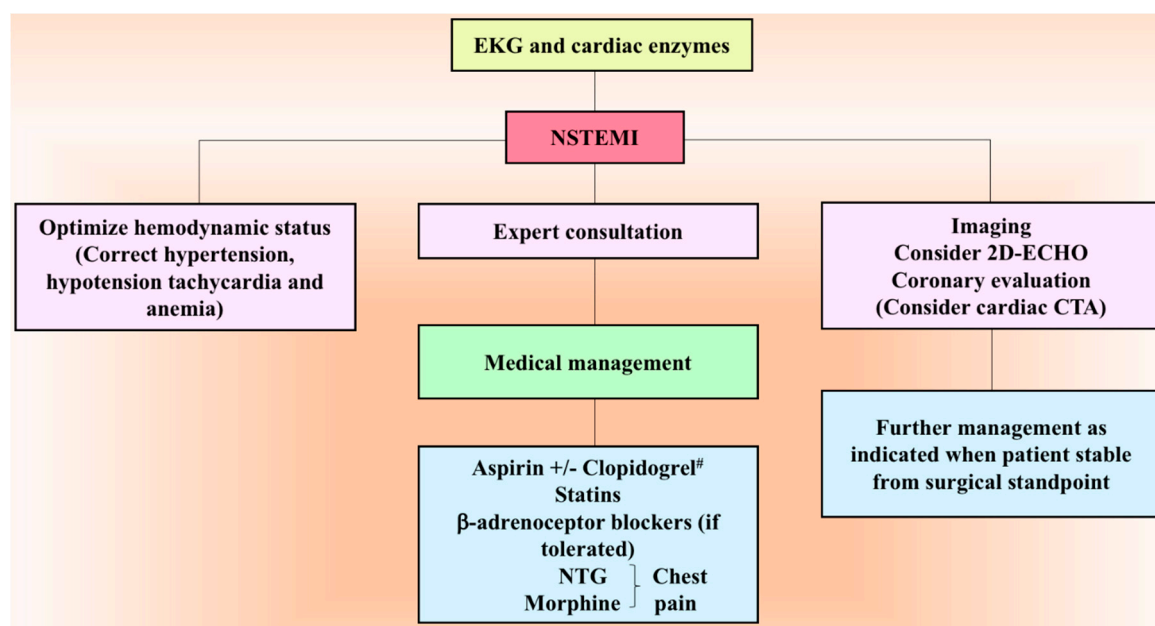 EKG and cardiac enzymes
NSTEMI
Optimize hemodynamic status
(Correct hypertension,
hypotension tachycardia and
anemia)
Expert consultation
Imaging
Consider 2D-ECHO
Coronary evaluation
(Consider cardiac CTA)
Medical management
Further management as
indicated when patient stable
from surgical standpoint
Aspirin +/- Clopidogrel#
Statins
β-adrenoceptor blockers (if
tolerated)
NTG Chest
Morphine pain